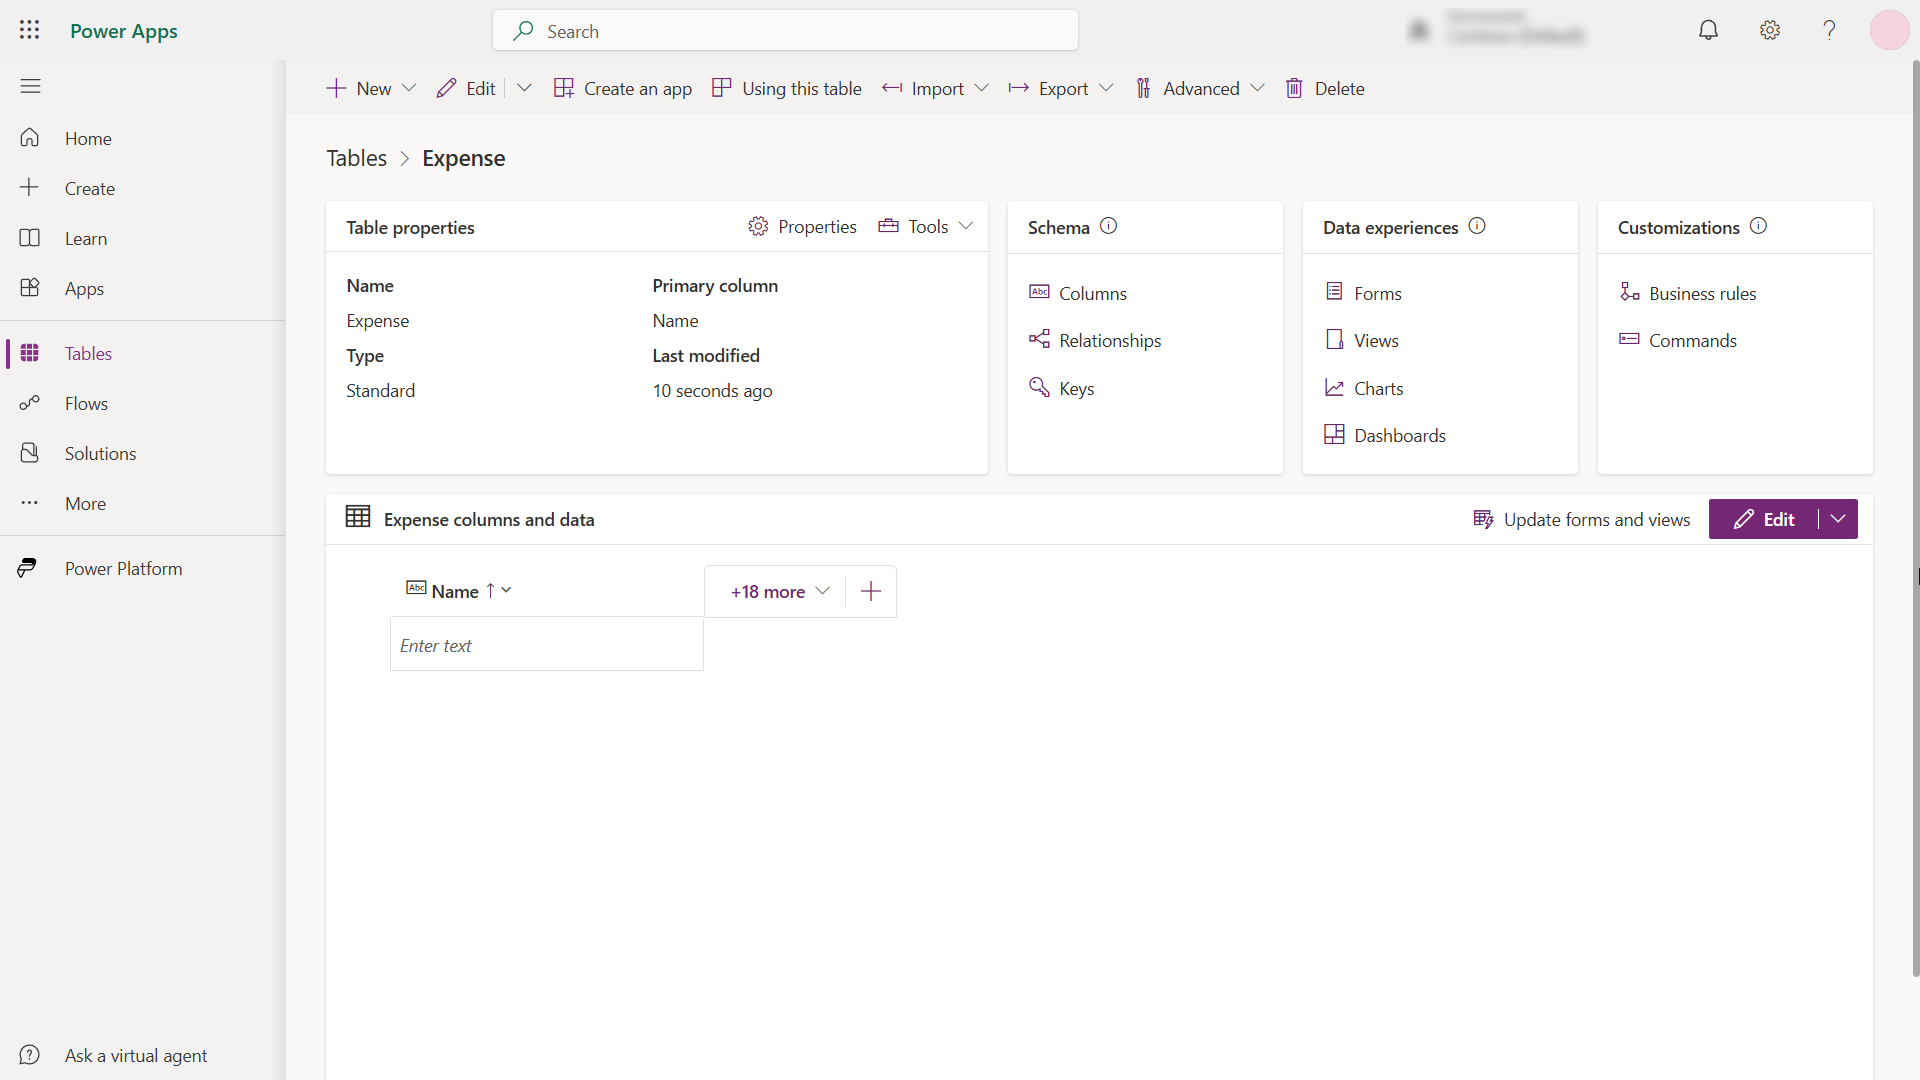 Power Apps
Search
New Edit Create an app Using this table Import Export Advanced Delete
Home
Create
Learn
Apps
Tables
Flows
Solutions
More
Power Platform
Ask a virtual agent
Tables > Expense
Table properties Properties Tools
Name Primary column
Expense Name
Type Last modified
Standard 10 seconds ago
Schema
Abc Columns
Relationships
Keys
Data experiences
Forms
Views
Charts
Dashboards
Customizations
Business rules
Commands
Expense columns and data Update forms and views Edit
Abc Name ↑ +18 more
Enter text